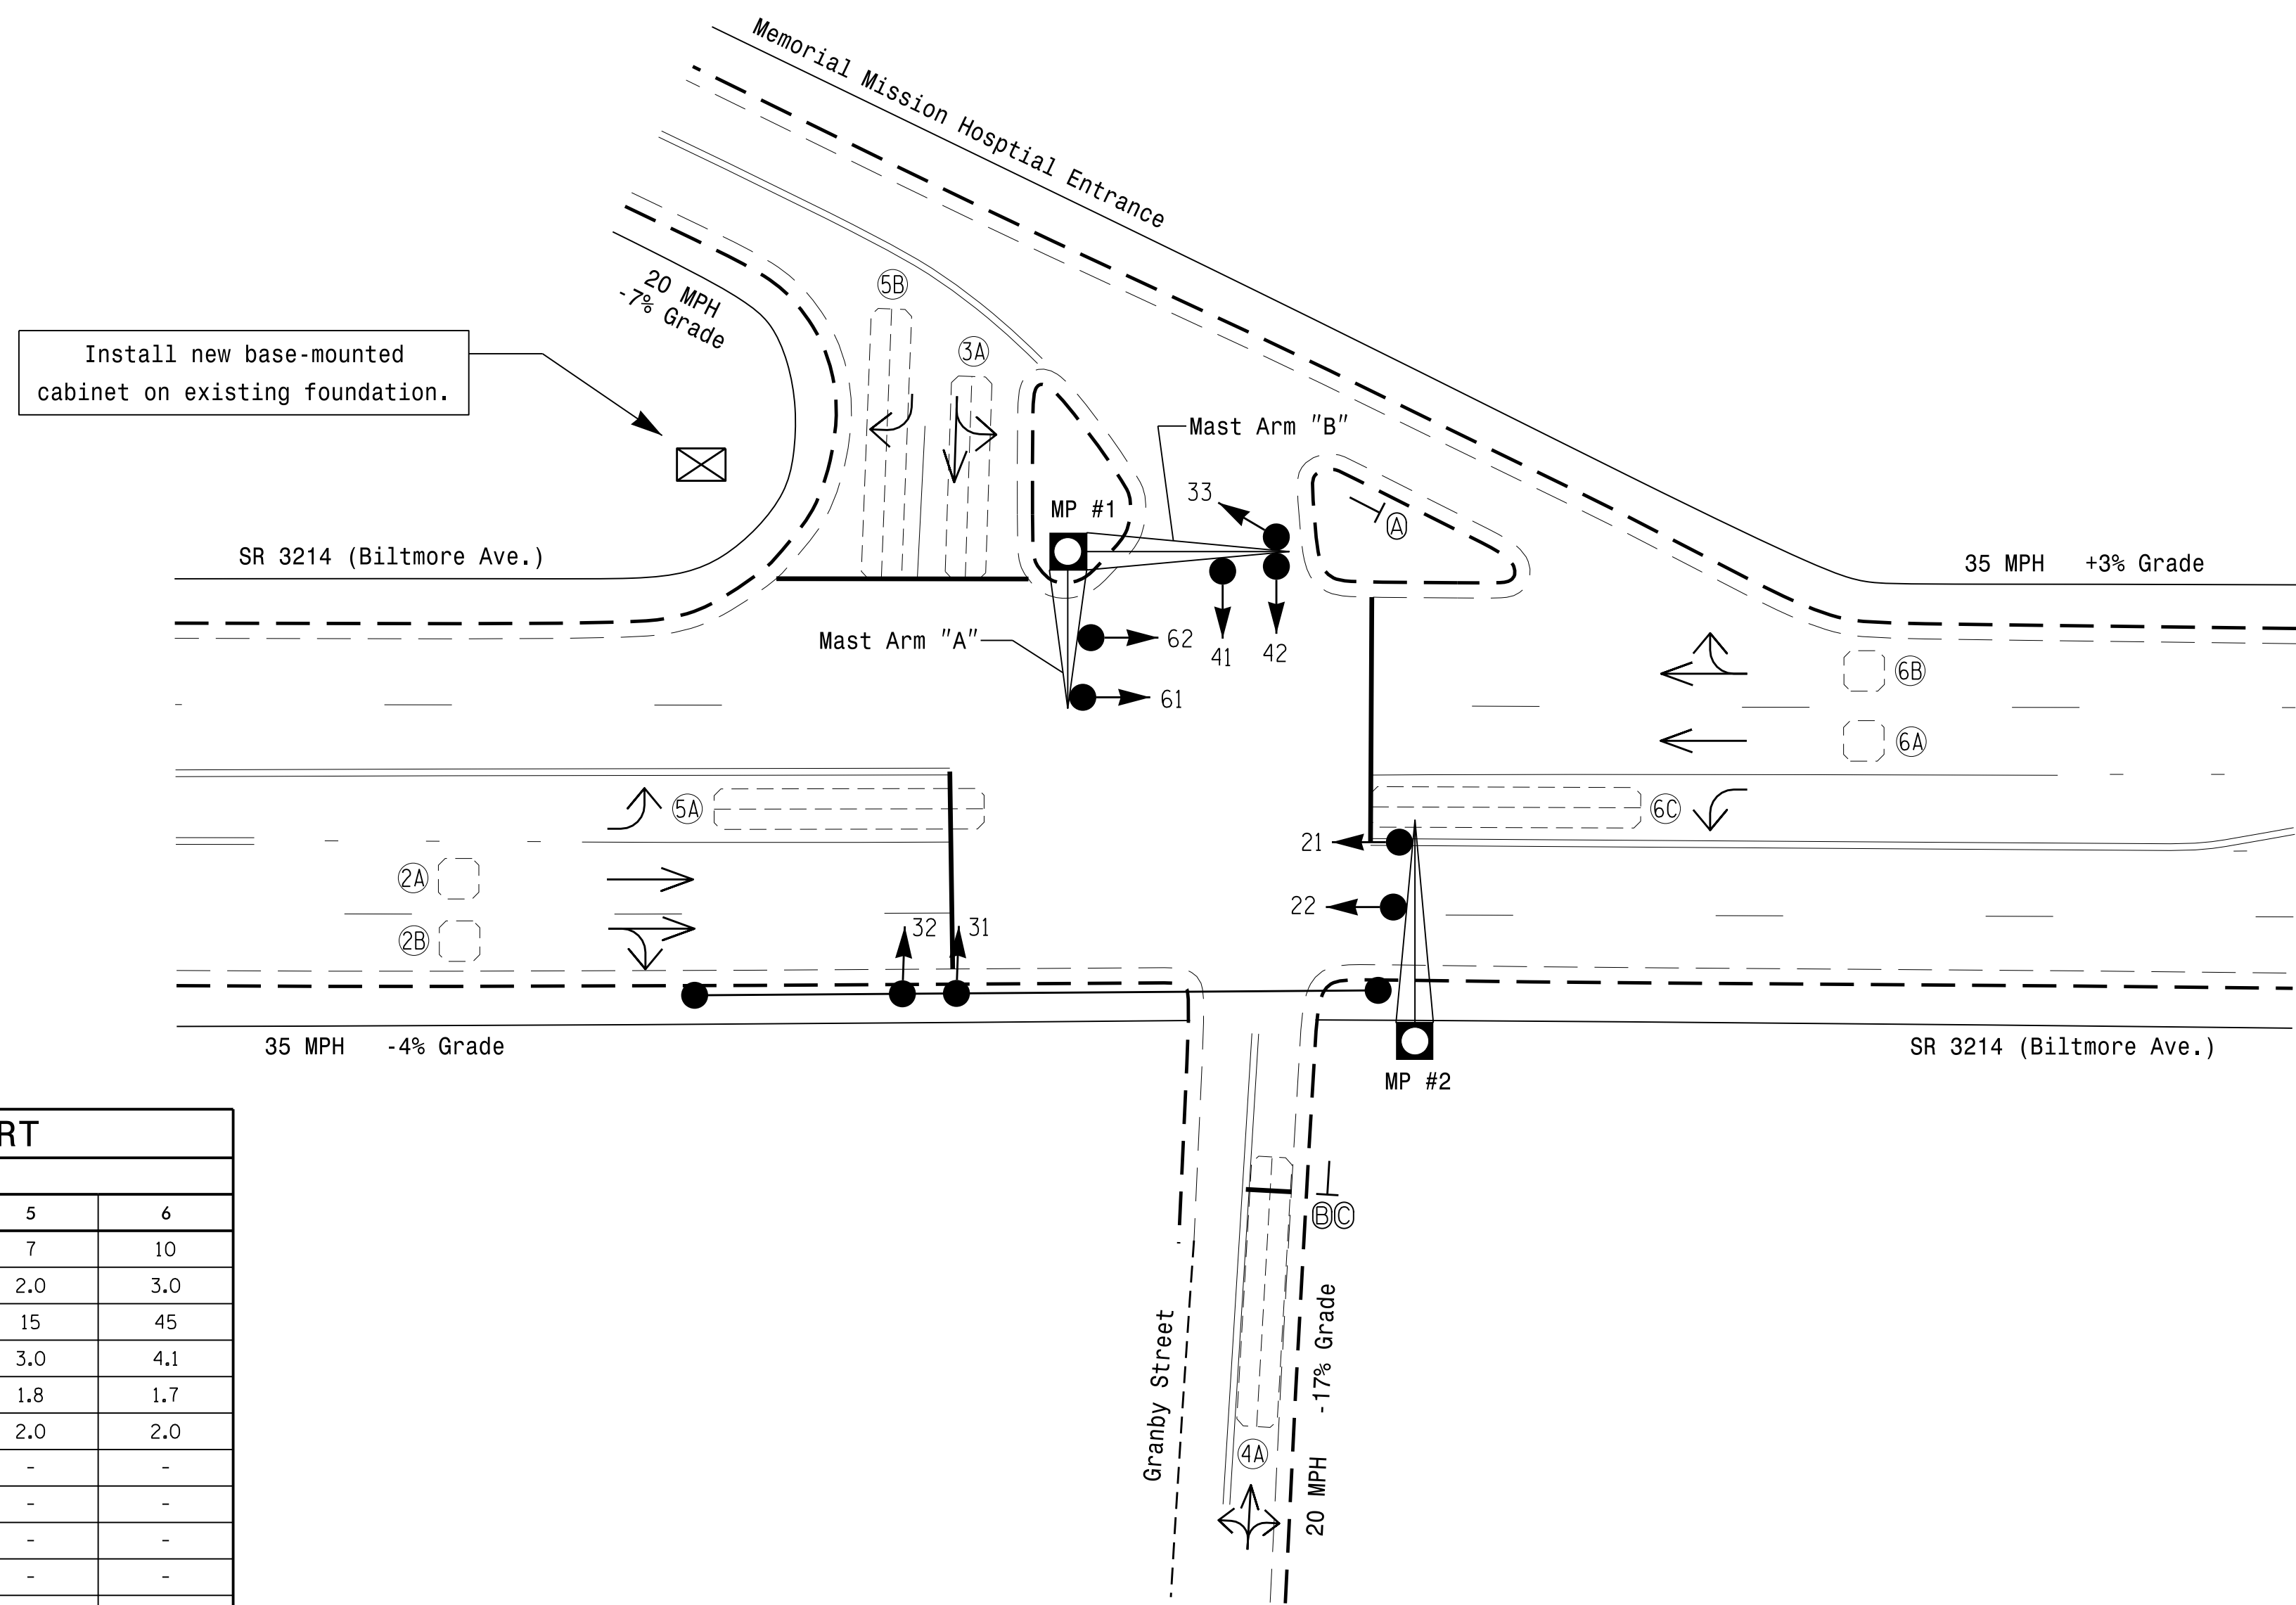 Memorial Mission Hosptial Entrance
20 MPH
-7% Grade
5B
3A
Install new base-mounted
cabinet on existing foundation.
Mast Arm "B"
33
A
MP #1
SR 3214 (Biltmore Ave.)
35 MPH +3% Grade
Mast Arm "A"
62
41
42
61
6B
6A
5A
6C
21
2A
22
2B
32
31
35 MPH -4% Grade
SR 3214 (Biltmore Ave.)
MP #2
BC
Granby Street
20 MPH -17% Grade
4A
RT
5 6
7 10
2.0 3.0
15 45
3.0 4.1
1.8 1.7
2.0 2.0
- -
- -
- -
- -